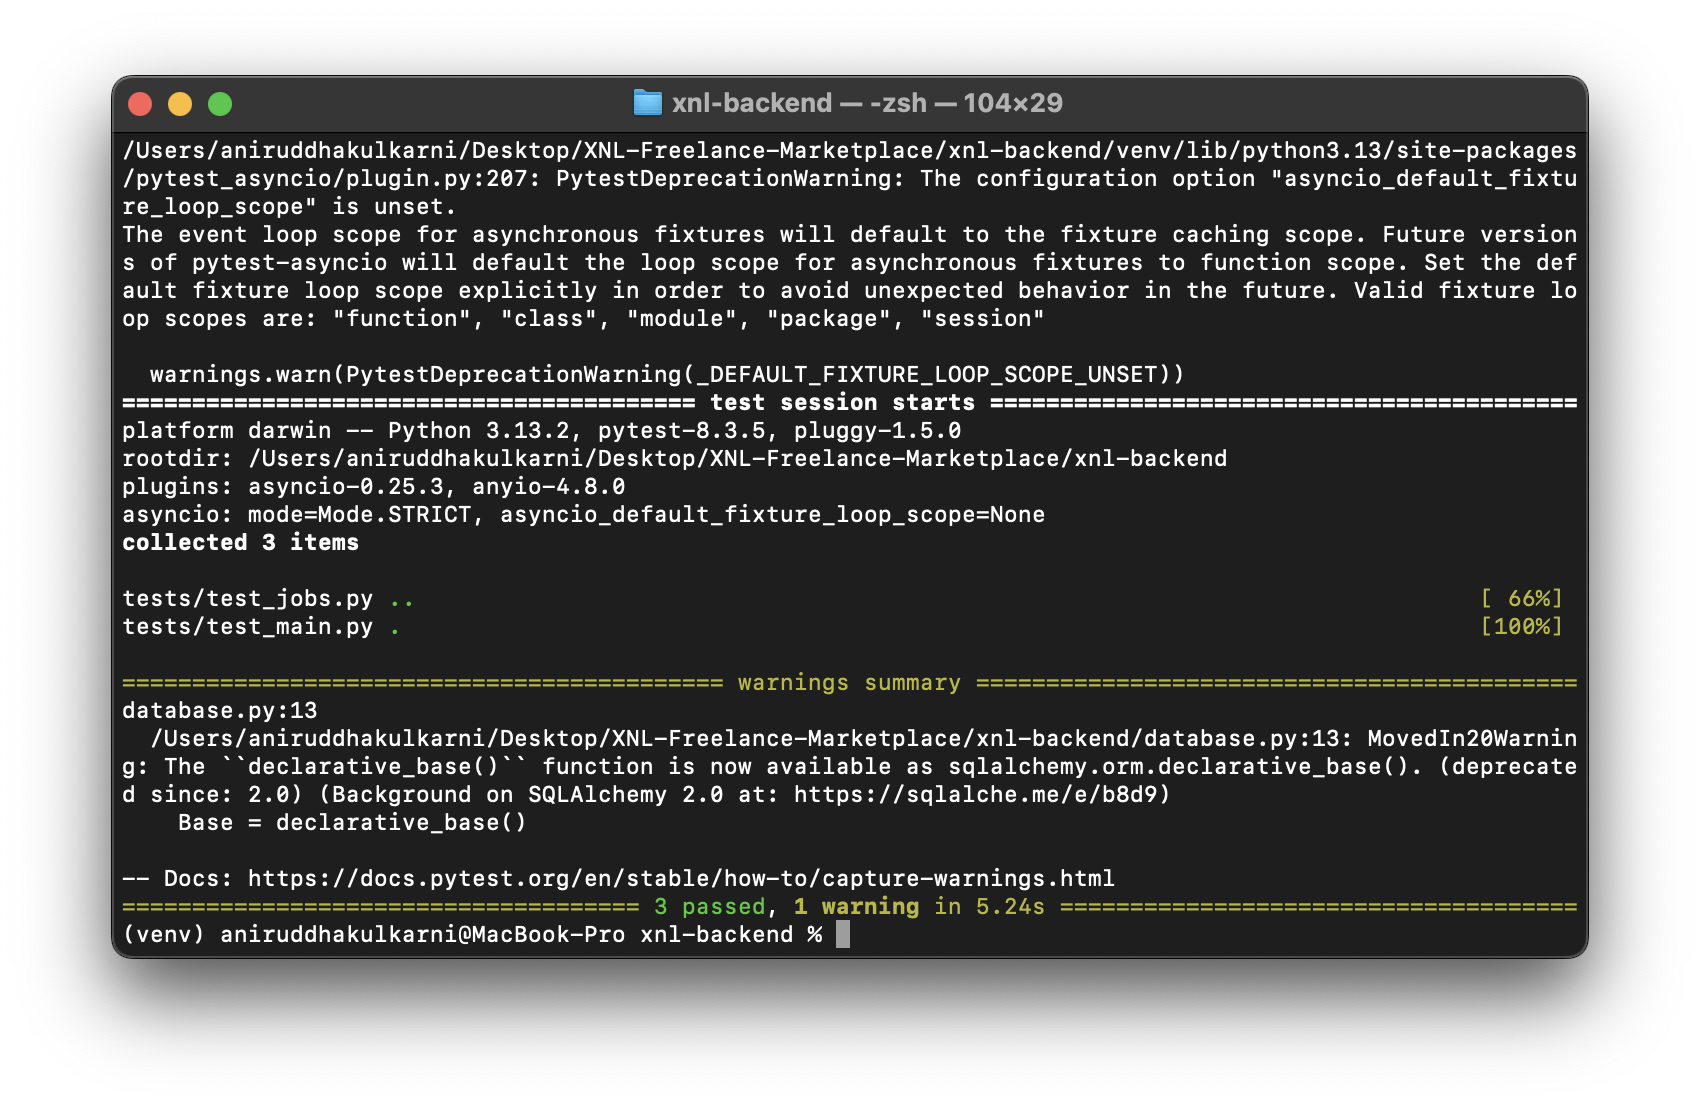 xnl-backend — -zsh — 104×29
/Users/aniruddhakulkarni/Desktop/XNL-Freelance-Marketplace/xnl-backend/venv/lib/python3.13/site-packages
/pytest_asyncio/plugin.py:207: PytestDeprecationWarning: The configuration option "asyncio_default_fixtu
re_loop_scope" is unset.
The event loop scope for asynchronous fixtures will default to the fixture caching scope. Future version
s of pytest-asyncio will default the loop scope for asynchronous fixtures to function scope. Set the def
ault fixture loop scope explicitly in order to avoid unexpected behavior in the future. Valid fixture lo
op scopes are: "function", "class", "module", "package", "session"
  warnings.warn(PytestDeprecationWarning(_DEFAULT_FIXTURE_LOOP_SCOPE_UNSET))
========================================= test session starts ==========================================
platform darwin -- Python 3.13.2, pytest-8.3.5, pluggy-1.5.0
rootdir: /Users/aniruddhakulkarni/Desktop/XNL-Freelance-Marketplace/xnl-backend
plugins: asyncio-0.25.3, anyio-4.8.0
asyncio: mode=Mode.STRICT, asyncio_default_fixture_loop_scope=None
collected 3 items
tests/test_jobs.py ..                                                                            [ 66%]
tests/test_main.py .                                                                             [100%]
=========================================== warnings summary ===========================================
database.py:13
  /Users/aniruddhakulkarni/Desktop/XNL-Freelance-Marketplace/xnl-backend/database.py:13: MovedIn20Warnin
g: The ``declarative_base()`` function is now available as sqlalchemy.orm.declarative_base(). (deprecate
d since: 2.0) (Background on SQLAlchemy 2.0 at: https://sqlalche.me/e/b8d9)
    Base = declarative_base()
-- Docs: https://docs.pytest.org/en/stable/how-to/capture-warnings.html
===================================== 3 passed, 1 warning in 5.24s =====================================
(venv) aniruddhakulkarni@MacBook-Pro xnl-backend %